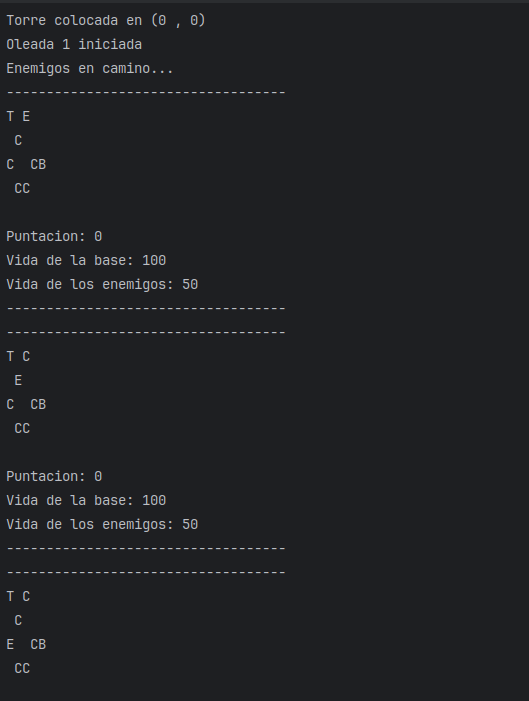 Torre colocada en (0 , 0)
Oleada 1 iniciada
Enemigos en camino...
-----------------------------------
T E
 C
C  CB
 CC

Puntacion: 0
Vida de la base: 100
Vida de los enemigos: 50
-----------------------------------
-----------------------------------
T C
 E
C  CB
 CC

Puntacion: 0
Vida de la base: 100
Vida de los enemigos: 50
-----------------------------------
-----------------------------------
T C
 C
E  CB
 CC